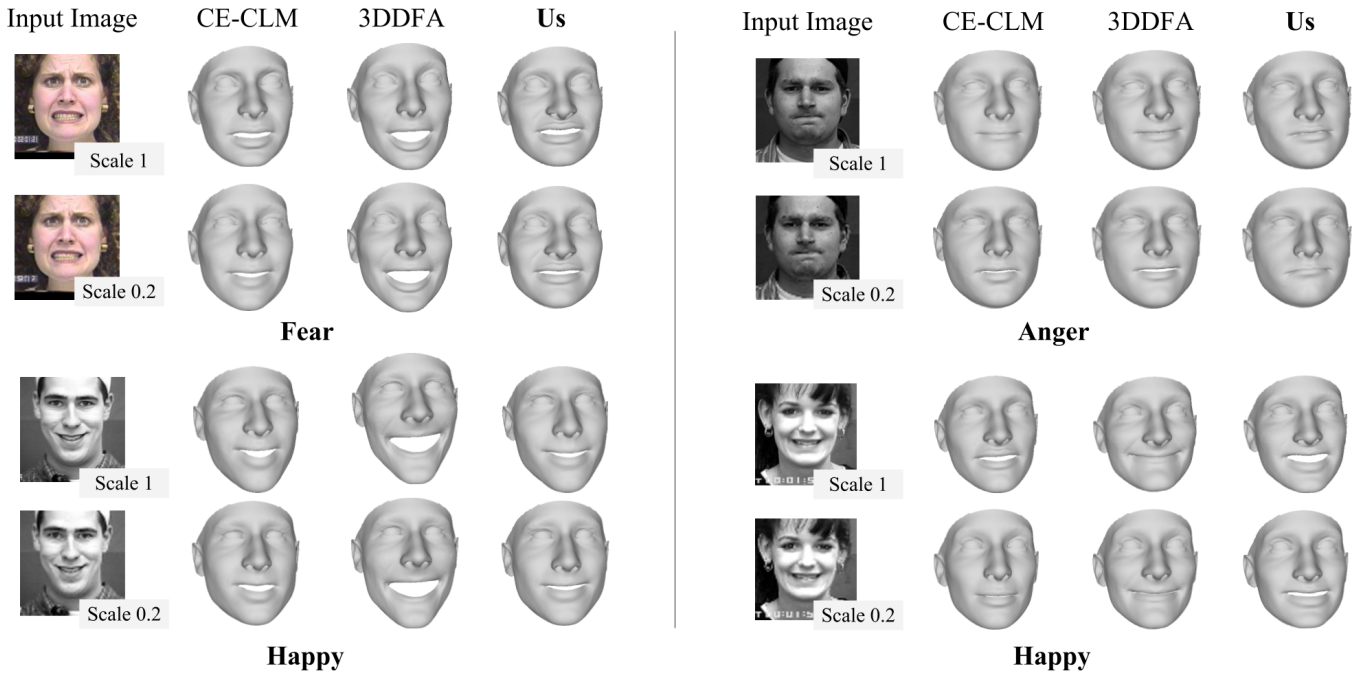 Input Image CE-CLM 3DDFA Us
Scale 1
Scale 0.2
Fear
Scale 1
Scale 0.2
Happy
Input Image CE-CLM 3DDFA Us
Scale 1
Scale 0.2
Anger
Scale 1
Scale 0.2
Happy